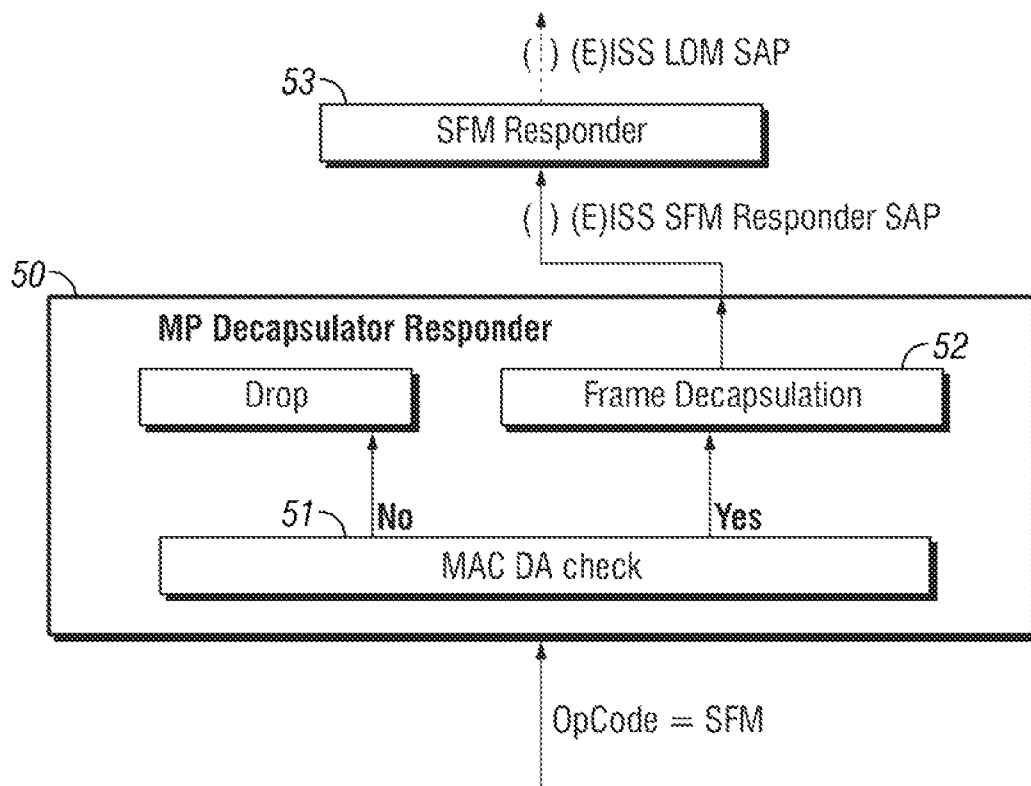 ( ) (E)ISS LOM SAP
53
SFM Responder
( ) (E)ISS SFM Responder SAP
50
MP Decapsulator Responder
52
Drop
Frame Decapsulation
51
No
Yes
MAC DA check
OpCode = SFM